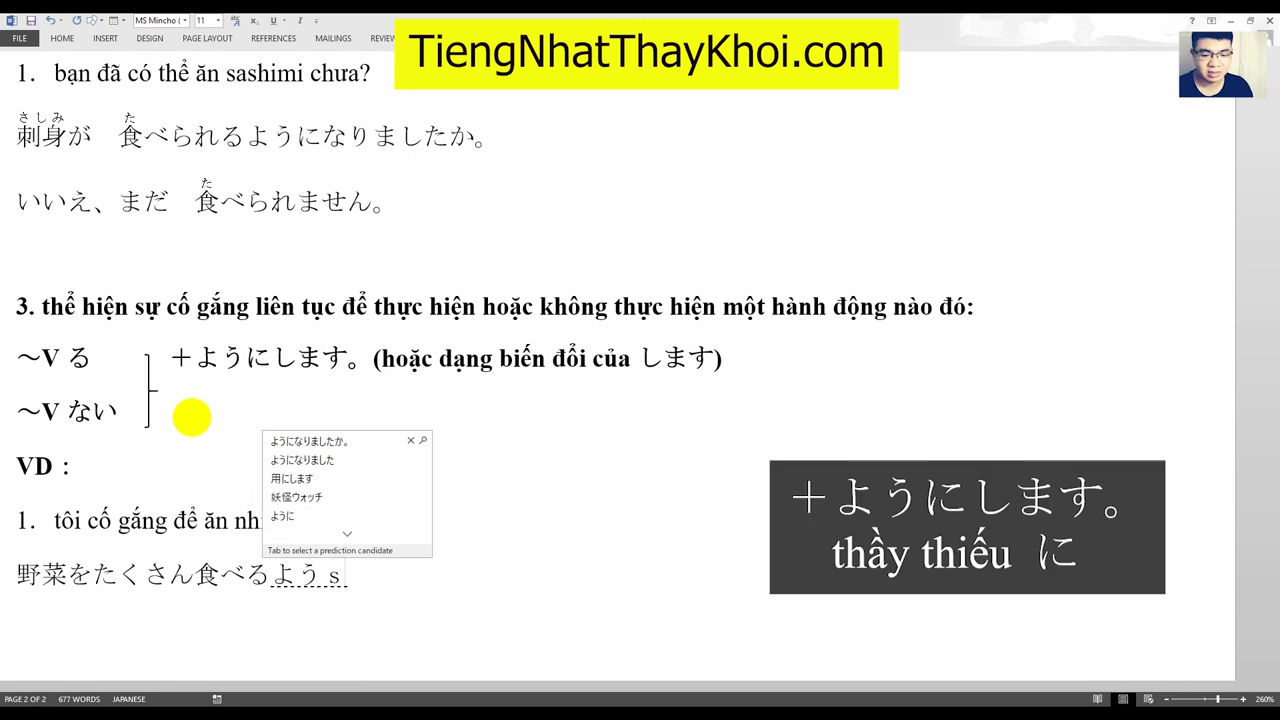 MS Mincho (
11
FILE
HOME
INSERT
DESIGN
PAGE LAYOUT
REFERENCES
MAILINGS
TiengNhatThayKhoi.com
1. bạn đã có thể ăn sashimi chưa?
さしみ た
刺身が 食べられるようになりましたか。
た
いいえ、まだ 食べられません。
3. thể hiện sự cố gắng liên tục để thực hiện hoặc không thực hiện một hành động nào đó:
～V る ＋ようにします。(hoặc dạng biến đổi của します)
～V ない
VD :
ようになりましたか。
ようになりました
用にします
妖怪ウォッチ
ように
Tab to select a prediction candidate
1. tôi cố gắng để ăn
野菜をたくさん食べるよう s
＋ようにします。
thầy thiếu に
PAGE 2 OF 2
677 WORDS
JAPANESE
260%